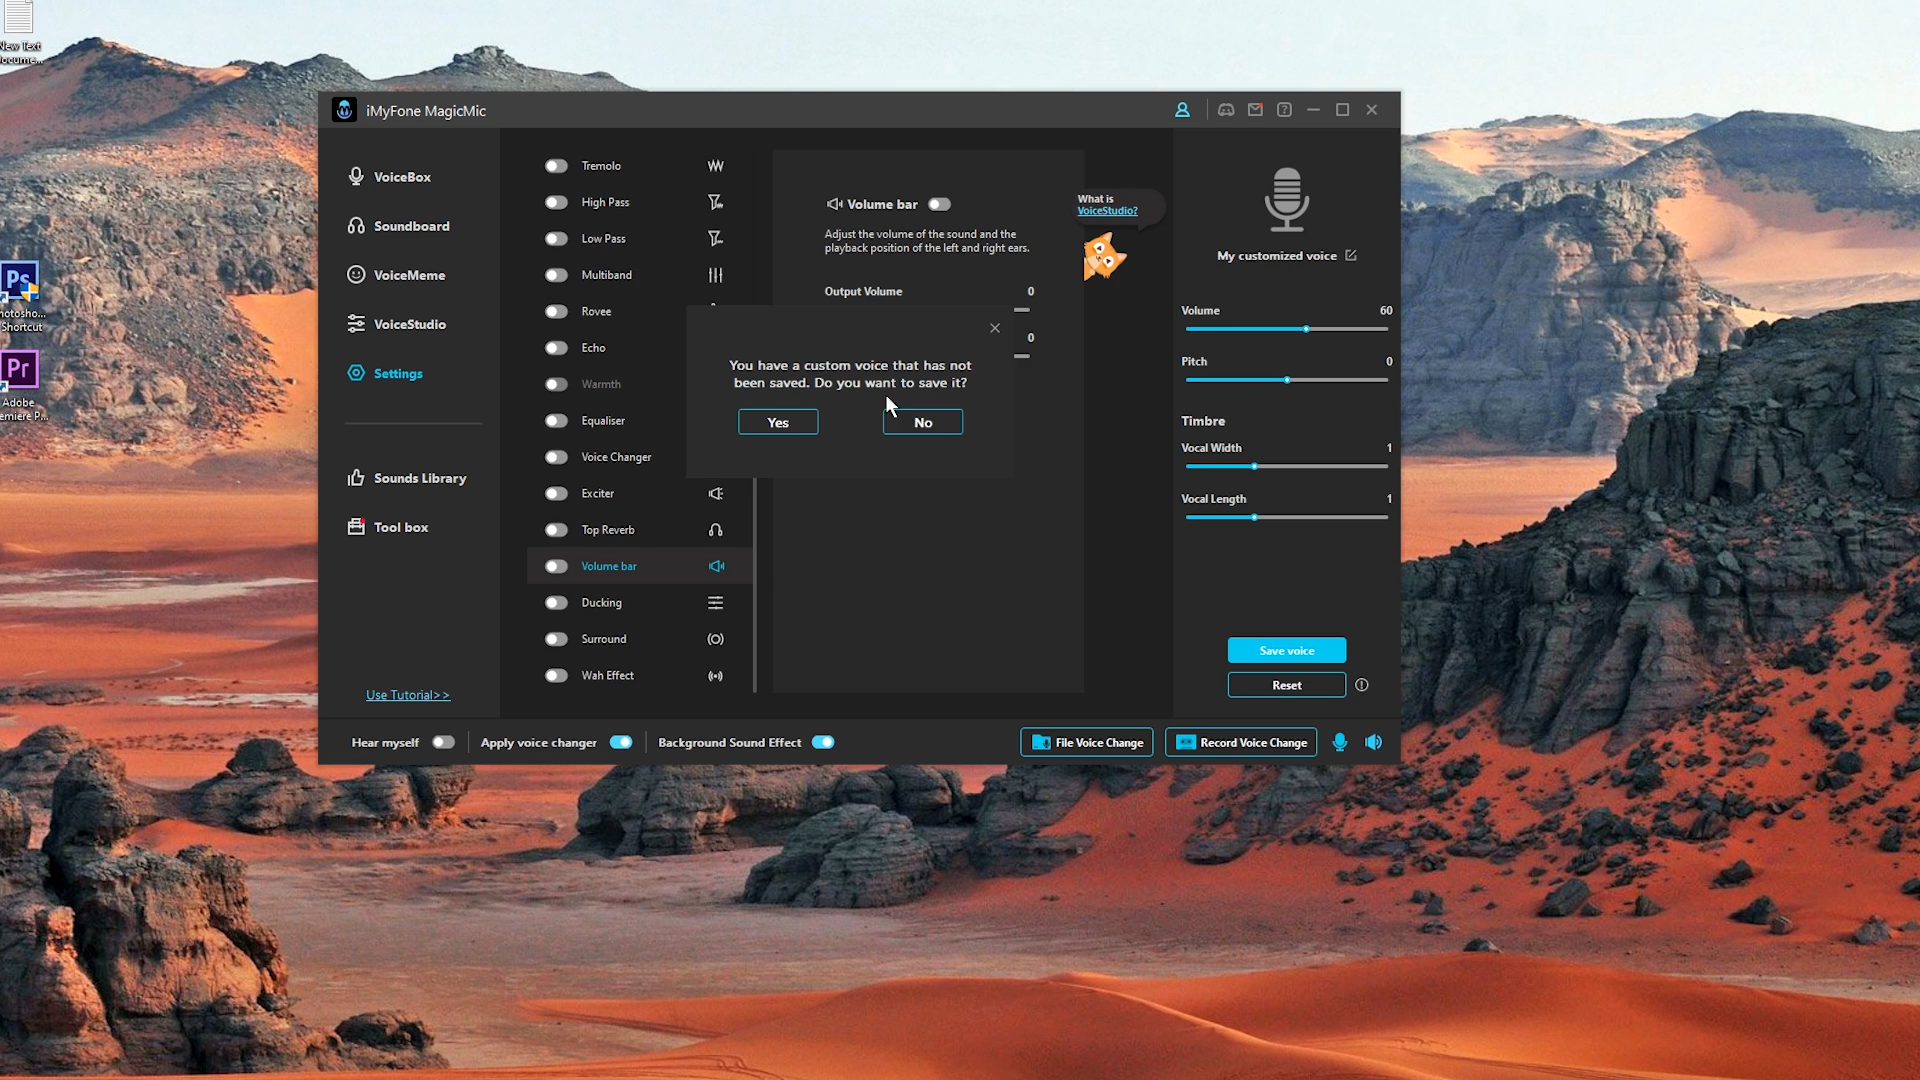 New Text
Docume...
Ps
Shortcut
Pr
Adobe
iMyFone MagicMic
VoiceBox
Soundboard
VoiceMeme
VoiceStudio
Settings
Sounds Library
Tool box
Use Tutorial>>
Tremolo
High Pass
Low Pass
Multiband
Rovee
Echo
Warmth
Equaliser
Voice Changer
Exciter
Top Reverb
Volume bar
Ducking
Surround
Wah Effect
Volume bar
Adjust the volume of the sound and the
playback position of the left and right ears.
Output Volume 0
0
You have a custom voice that has not
been saved. Do you want to save it?
Yes No
What is
VoiceStudio?
My customized voice
Volume 60
Pitch 0
Timbre
Vocal Width 1
Vocal Length 1
Save voice
Reset
Hear myself Apply voice changer Background Sound Effect File Voice Change Record Voice Change